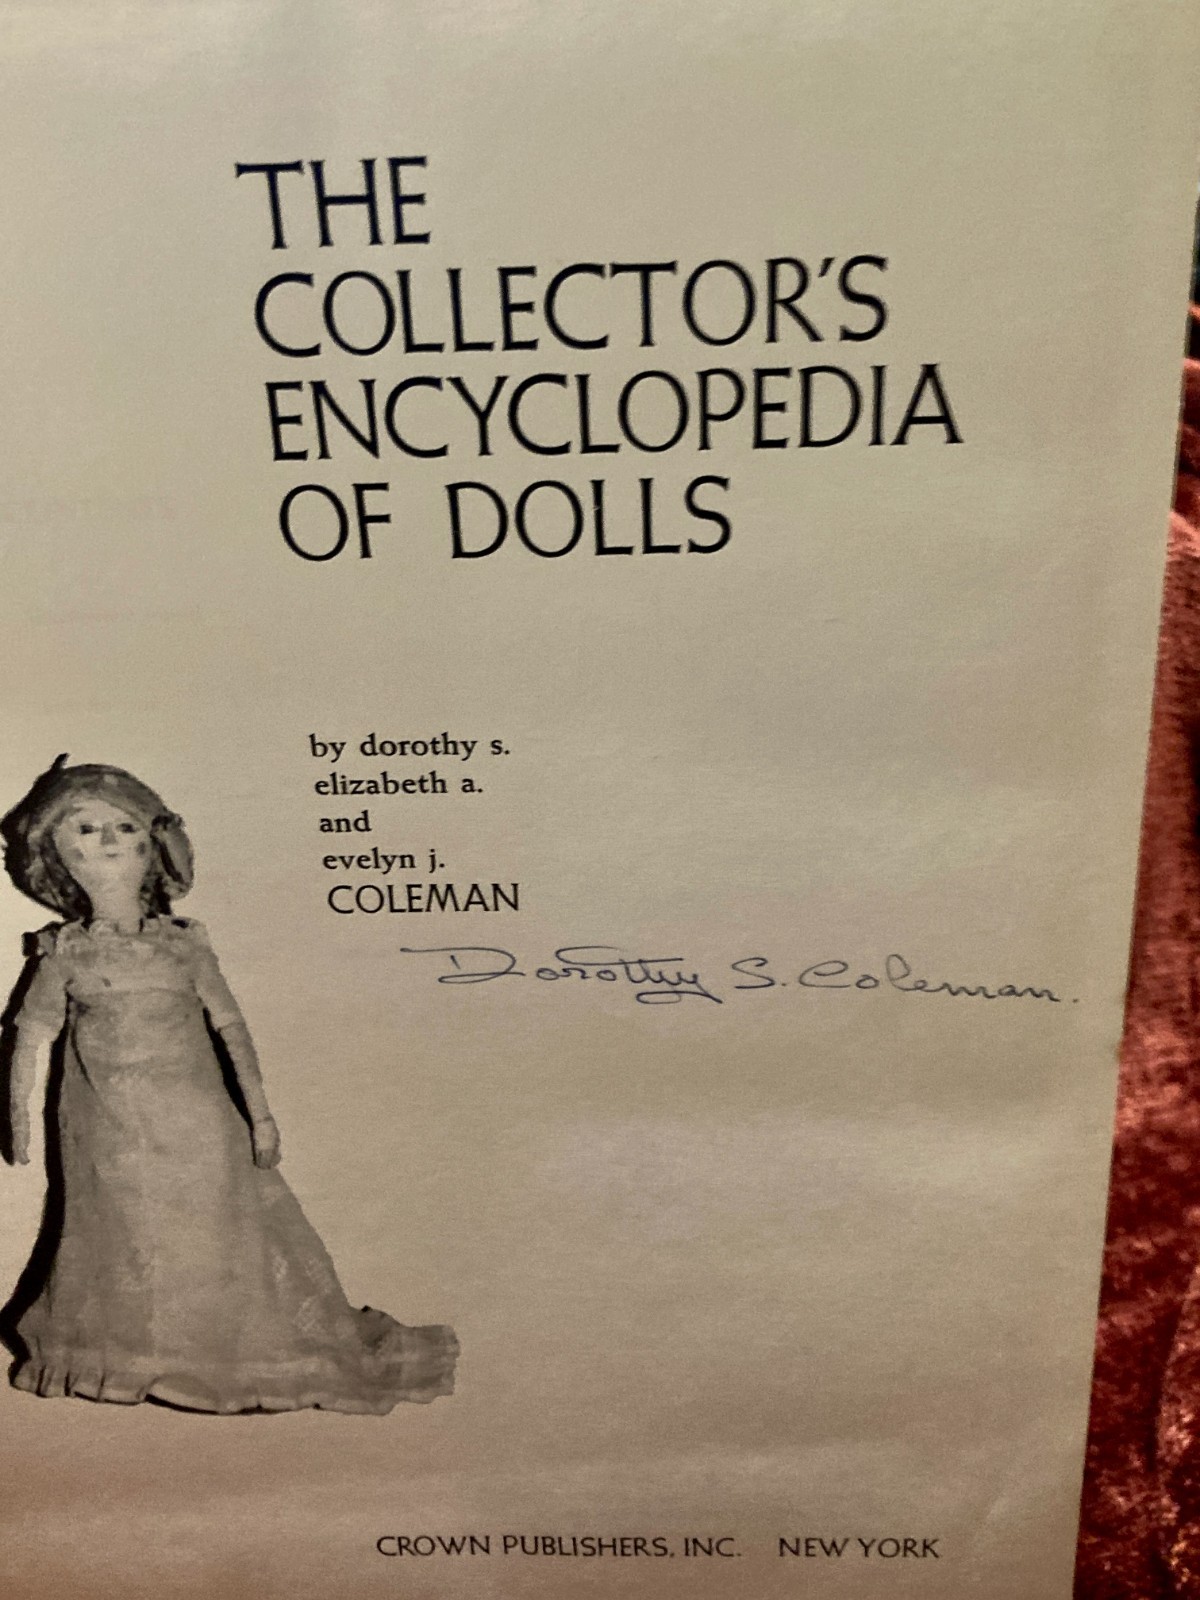 THE
COLLECTOR'S
ENCYCLOPEDIA
OF DOLLS
by dorothy s.
elizabeth a.
and
evelyn j.
COLEMAN
Dorothy S. Coleman.
CROWN PUBLISHERS, INC. NEW YORK